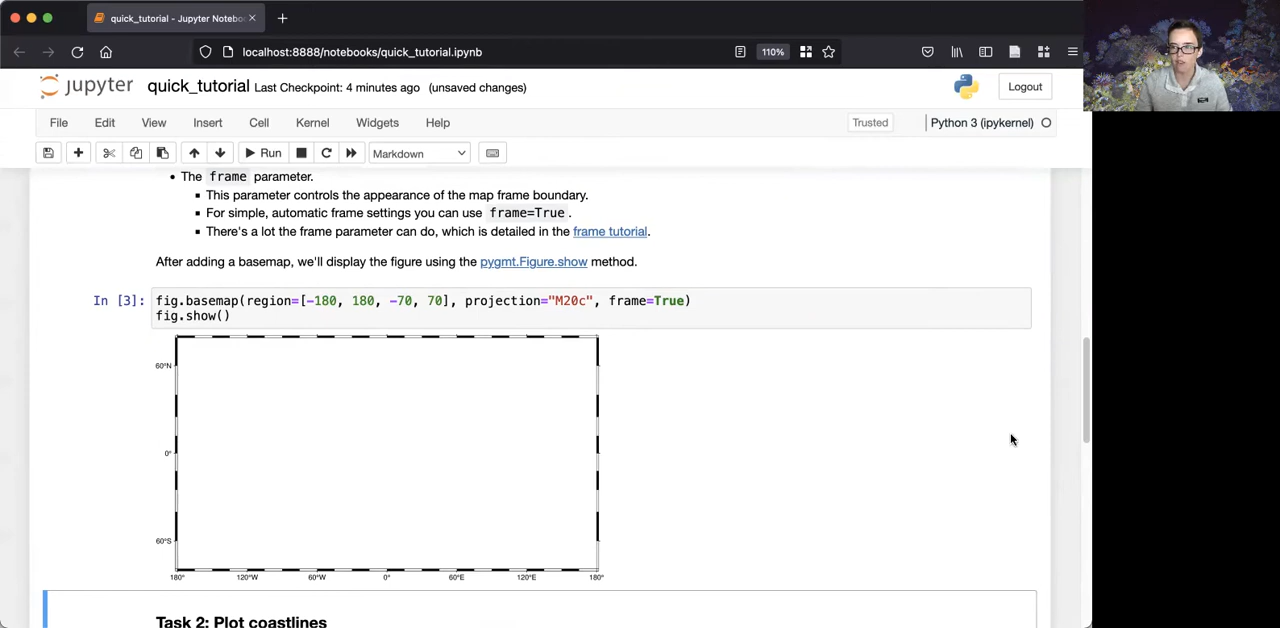 quick_tutorial - Jupyter Notebo
localhost:8888/notebooks/quick_tutorial.ipynb
110%
jupyter quick_tutorial Last Checkpoint: 4 minutes ago (unsaved changes)
Logout
File Edit View Insert Cell Kernel Widgets Help
Trusted
Python 3 (ipykernel)
Run
Markdown
• The frame parameter.
▪ This parameter controls the appearance of the map frame boundary.
▪ For simple, automatic frame settings you can use frame=True.
▪ There's a lot the frame parameter can do, which is detailed in the frame tutorial.
After adding a basemap, we'll display the figure using the pygmt.Figure.show method.
In [3]: fig.basemap(region=[-180, 180, -70, 70], projection="M20c", frame=True)
fig.show()
60°N
0°
60°S
180° 120°W 60°W 0° 60°E 120°E 180°
Task 2: Plot coastlines